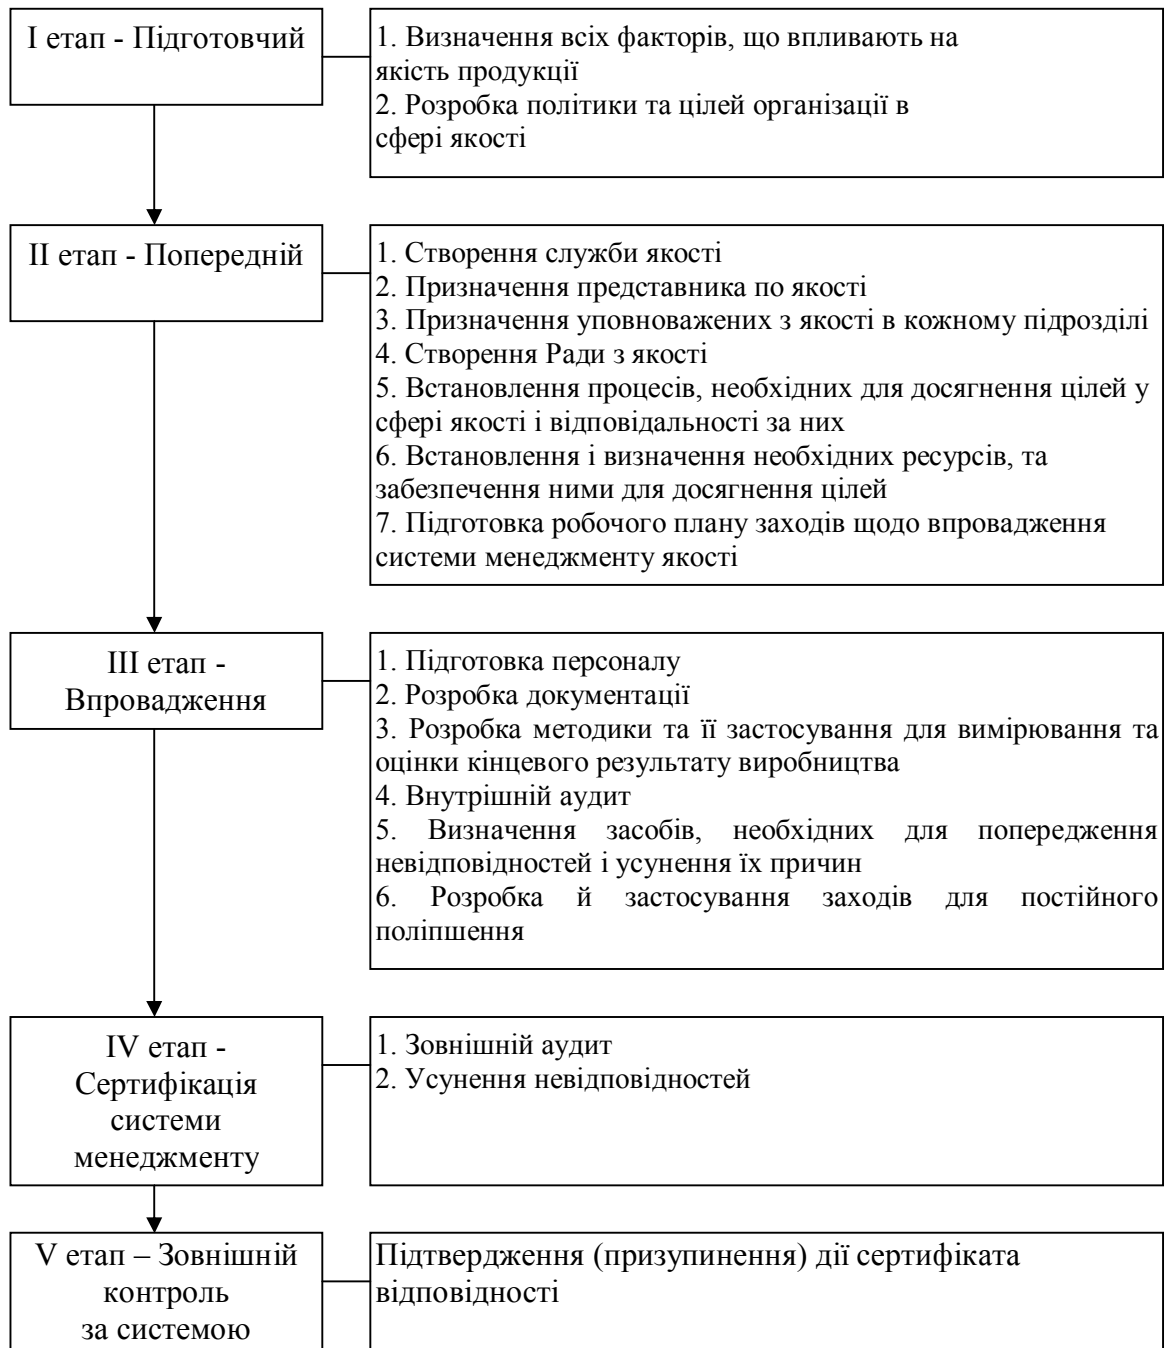 I етап - Підготовчий
1. Визначення всіх факторів, що впливають на
якість продукції
2. Розробка політики та цілей організації в
сфері якості
II етап - Попередній
1. Створення служби якості
2. Призначення представника по якості
3. Призначення уповноважених з якості в кожному підрозділі
4. Створення Ради з якості
5. Встановлення процесів, необхідних для досягнення цілей у
сфері якості і відповідальності за них
6. Встановлення і визначення необхідних ресурсів, та
забезпечення ними для досягнення цілей
7. Підготовка робочого плану заходів щодо впровадження
системи менеджменту якості
III етап -
Впровадження
1. Підготовка персоналу
2. Розробка документації
3. Розробка методики та її застосування для вимірювання та
оцінки кінцевого результату виробництва
4. Внутрішній аудит
5. Визначення засобів, необхідних для попередження
невідповідностей і усунення їх причин
6. Розробка й застосування заходів для постійного
поліпшення
IV етап -
Сертифікація
системи
менеджменту
1. Зовнішній аудит
2. Усунення невідповідностей
V етап – Зовнішній
контроль
за системою
Підтвердження (призупинення) дії сертифіката
відповідності